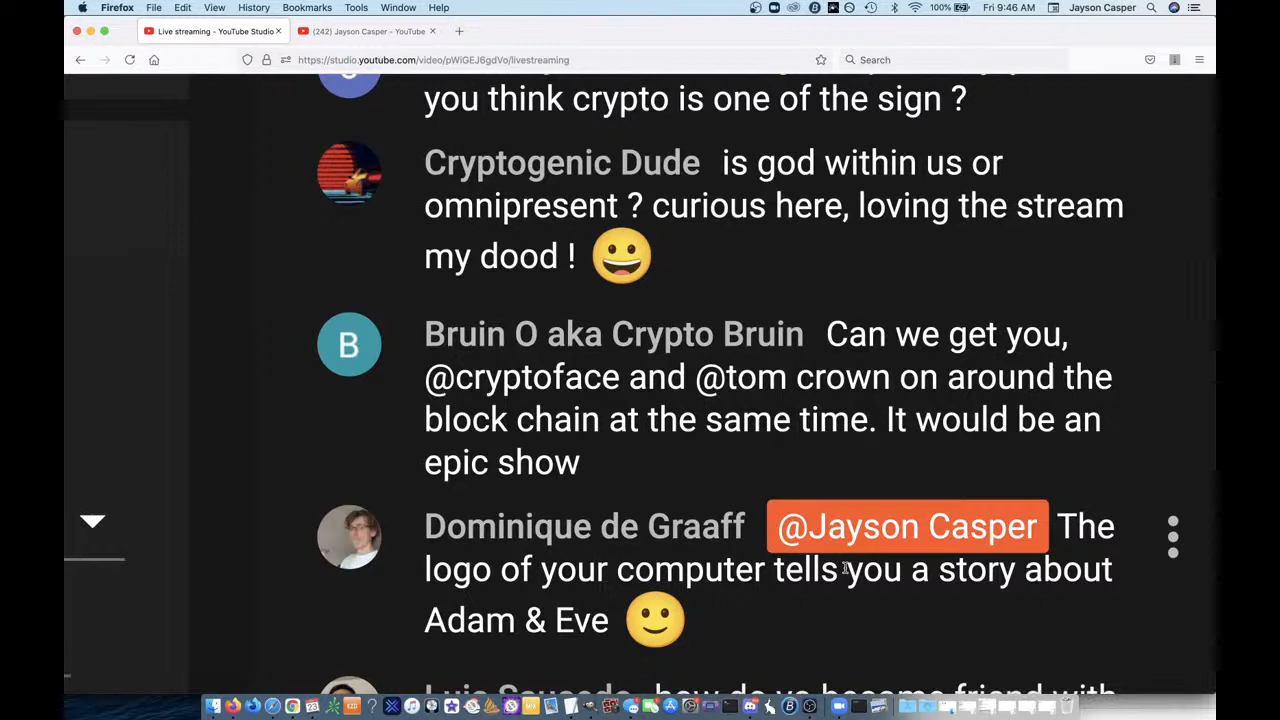 Firefox File Edit View History Bookmarks Tools Window Help 100% Fri 9:46 AM Jayson Casper
Live streaming - YouTube Studio (242) Jayson Casper - YouTube
https://studio.youtube.com/video/pWiGEJ6gdVo/livestreaming Search
you think crypto is one of the sign ?
Cryptogenic Dude is god within us or
omnipresent ? curious here, loving the stream
my dood ! 😀
B Bruin O aka Crypto Bruin Can we get you,
@cryptoface and @tom crown on around the
block chain at the same time. It would be an
epic show
Dominique de Graaff @Jayson Casper The
logo of your computer tells you a story about
Adam & Eve 🙂